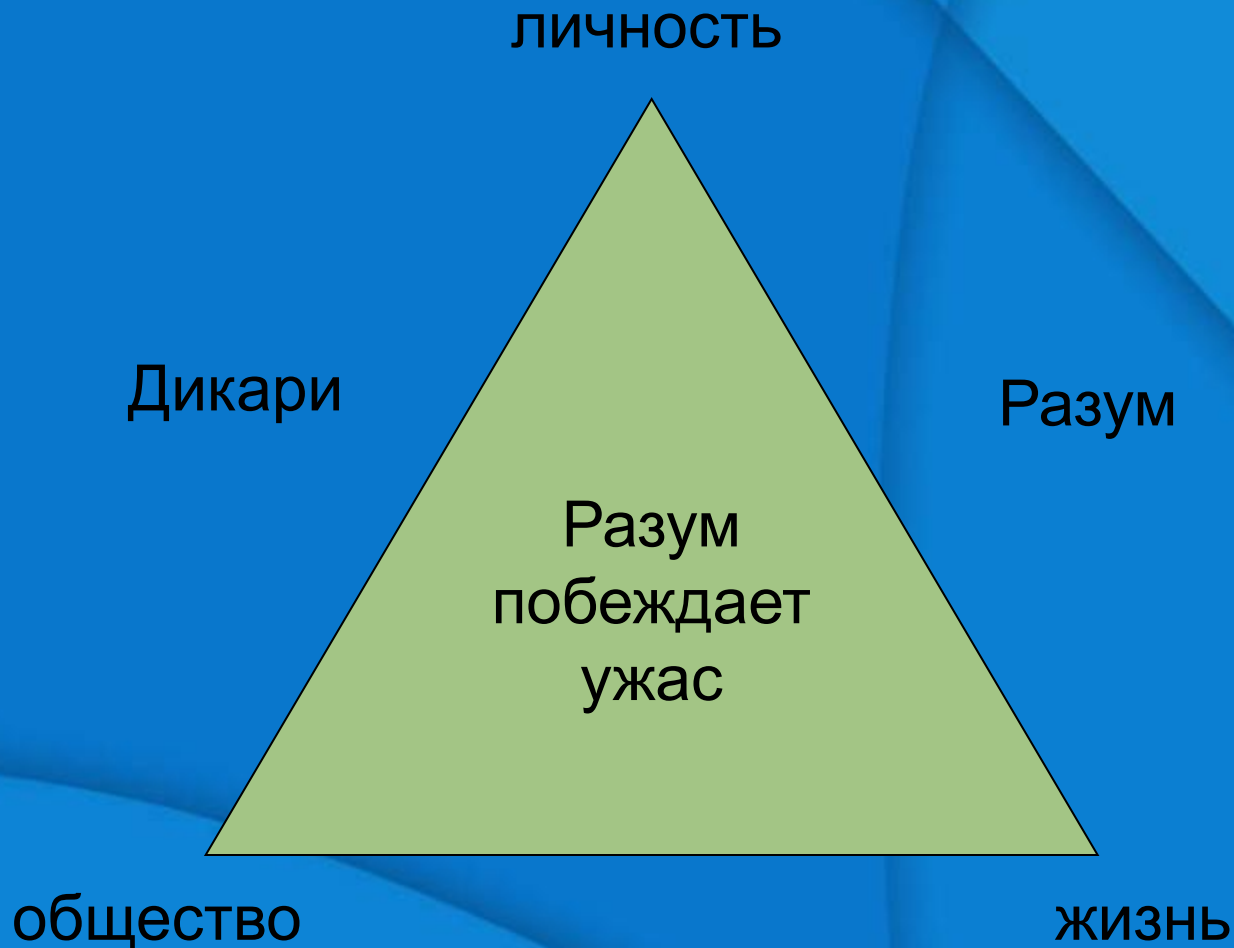 личность
Дикари
Разум
Разум
побеждает
ужас
общество
жизнь